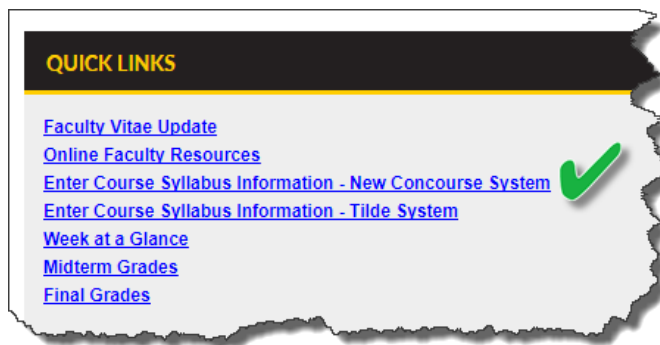 QUICK LINKS
Faculty Vitae Update
Online Faculty Resources
Enter Course Syllabus Information - New Concourse System
Enter Course Syllabus Information - Tilde System
Week at a Glance
Midterm Grades
Final Grades